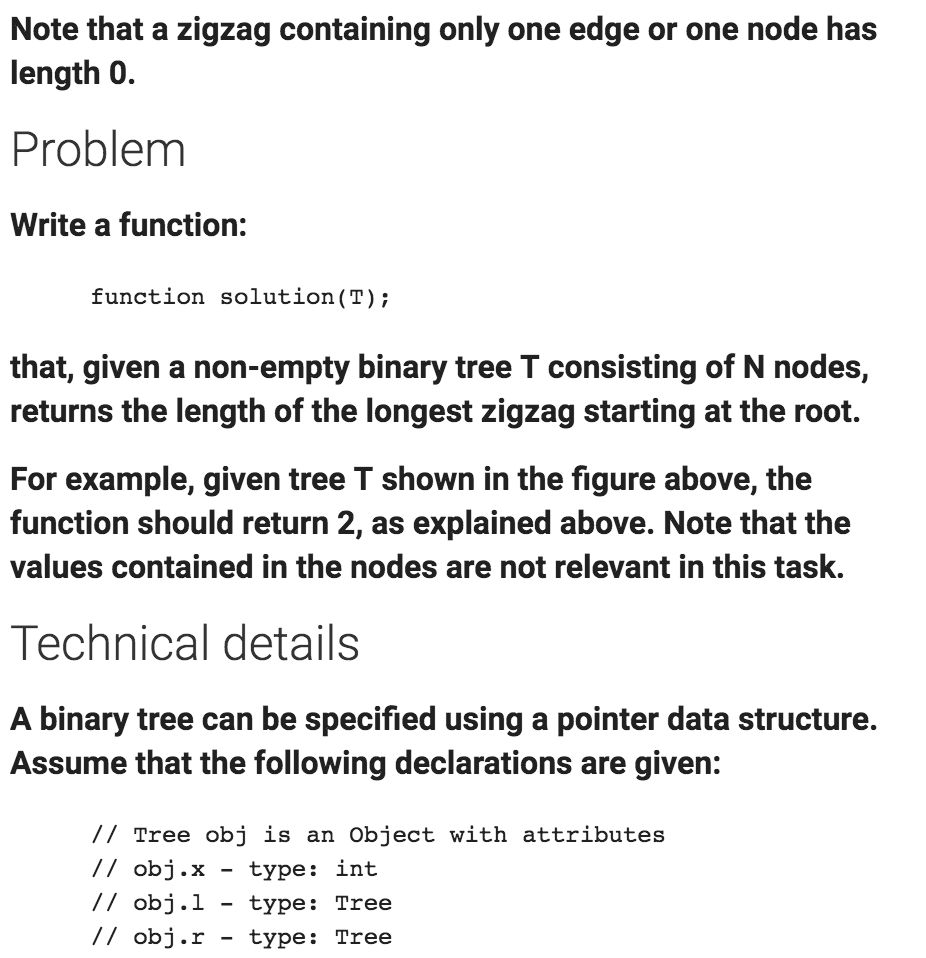 Note that a zigzag containing only one edge or one node has
length 0.
Problem
Write a function:
function solution(T);
that, given a non-empty binary tree T consisting of N nodes,
returns the length of the longest zigzag starting at the root.
For example, given tree T shown in the figure above, the
function should return 2, as explained above. Note that the
values contained in the nodes are not relevant in this task.
Technical details
A binary tree can be specified using a pointer data structure.
Assume that the following declarations are given:
// Tree obj is an Object with attributes
// obj.x - type: int
// obj.l - type: Tree
// obj.r - type: Tree